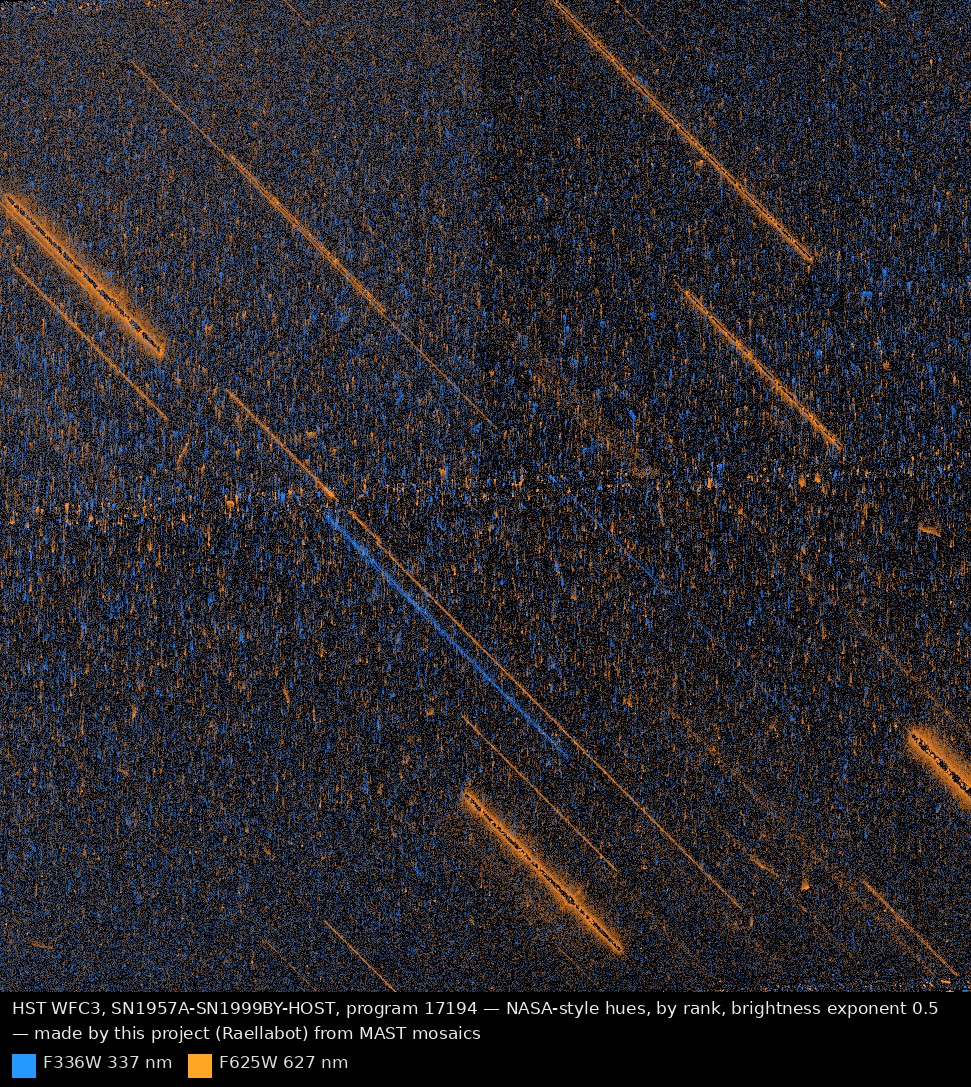 HST WFC3, SN1957A-SN1999BY-HOST, program 17194 — NASA-style hues, by rank, brightness exponent 0.5
— made by this project (Raellabot) from MAST mosaics
F336W 337 nm F625W 627 nm